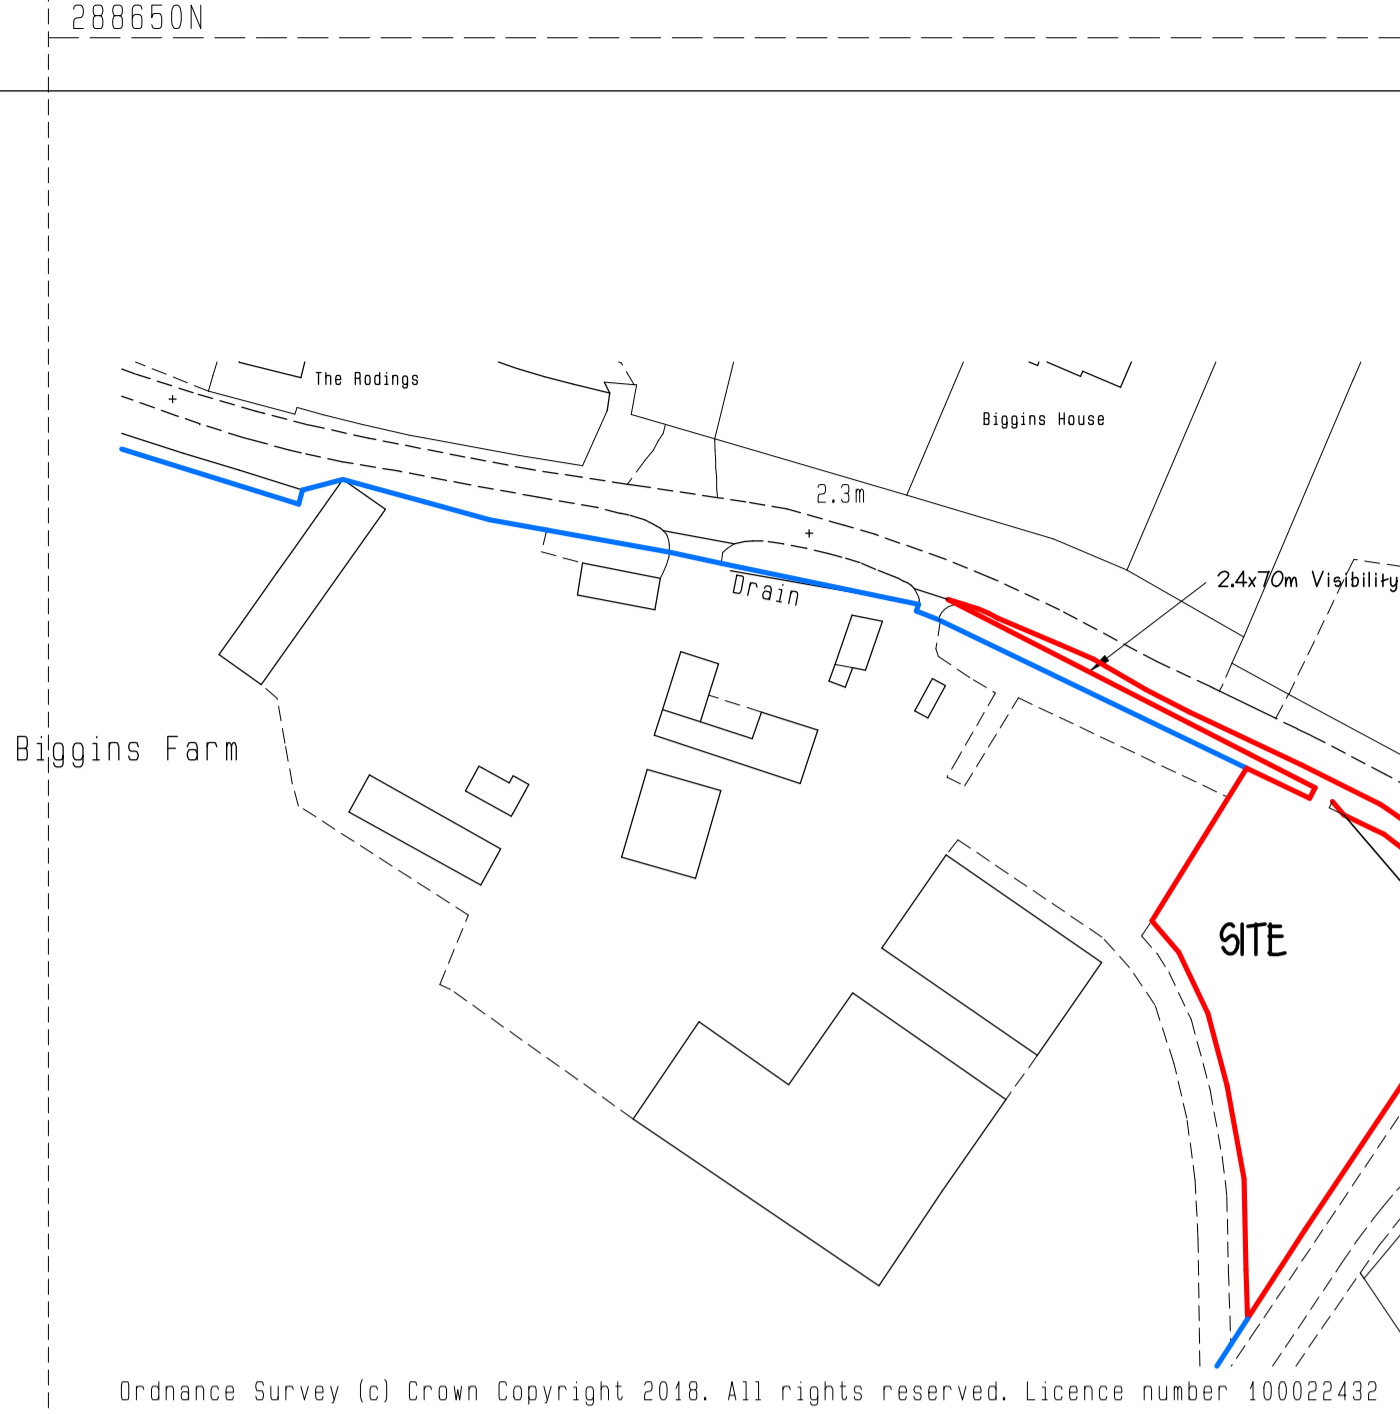 288650N
The Rodings
Biggins House
2.3m
2.4x70m Visibility
Drain
Biggins Farm
SITE
Ordnance Survey (c) Crown Copyright 2018. All rights reserved. Licence number 100022432